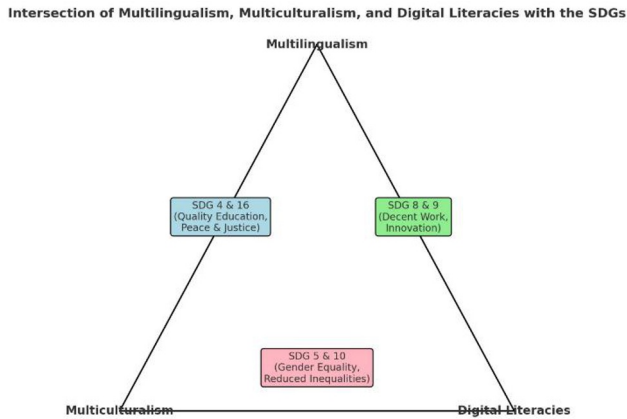 Intersection of Multilingualism, Multiculturalism, and Digital Literacies with the SDGs
Multilingualism
SDG 4 & 16
(Quality Education,
Peace & Justice)
SDG 8 & 9
(Decent Work,
Innovation)
SDG 5 & 10
(Gender Equality,
Reduced Inequalities)
Multiculturalism
Digital Literacies